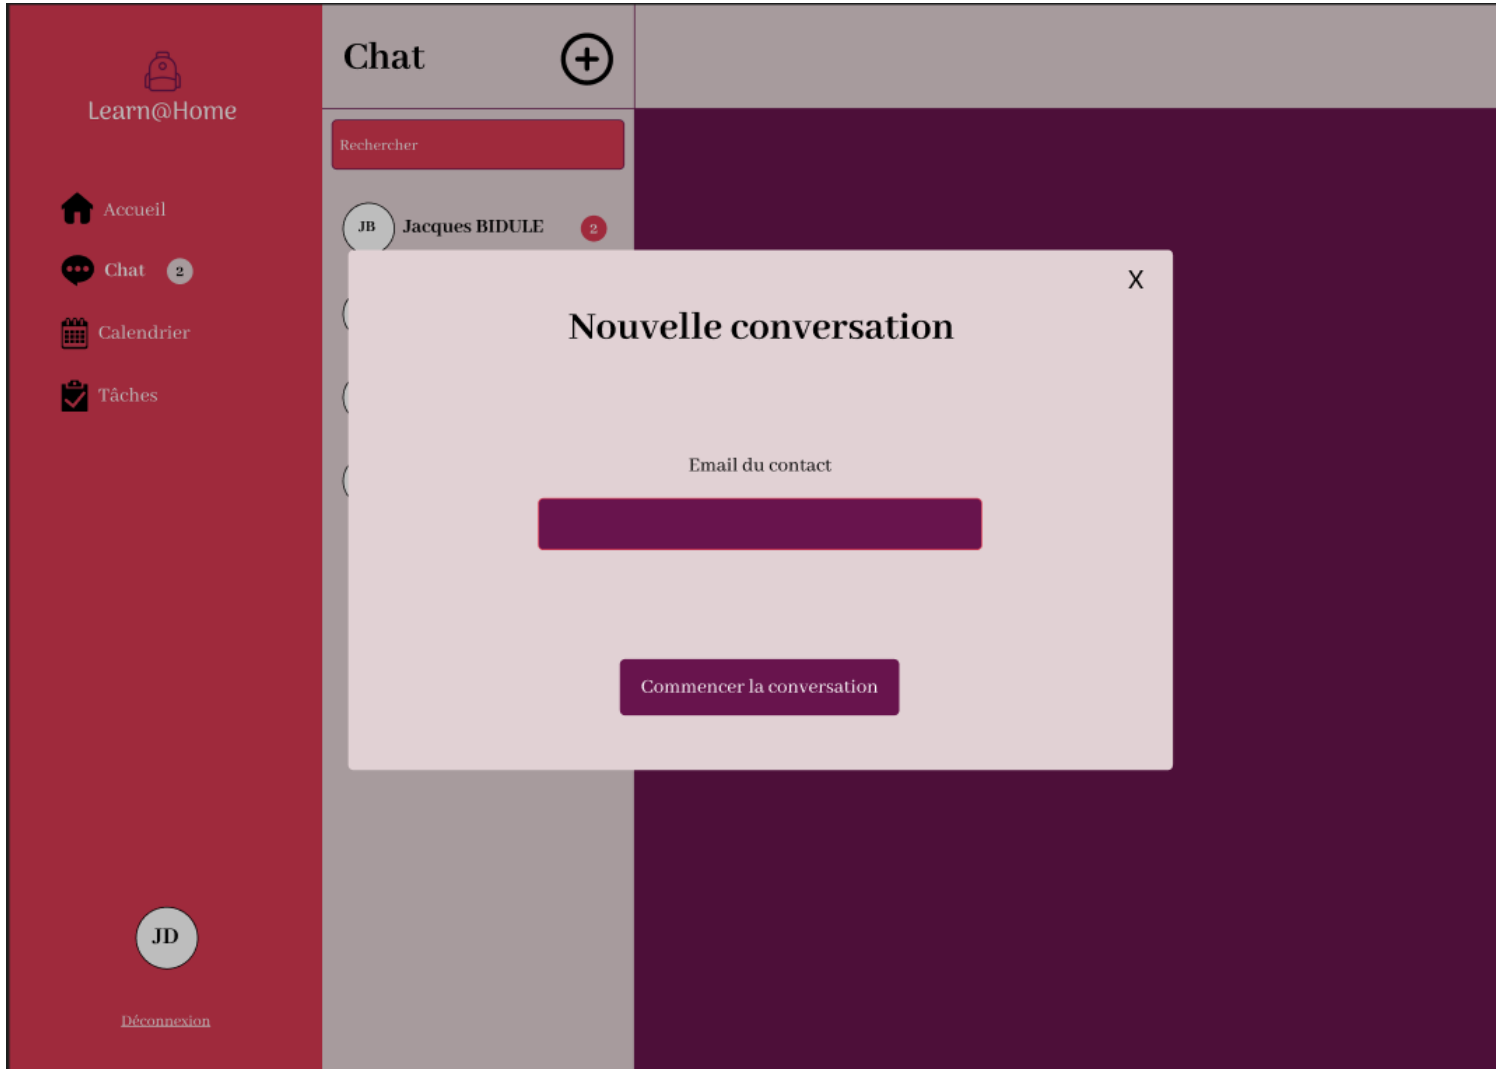 Learn@Home
Accueil
Chat 2
Calendrier
Tâches
JD
Déconnexion
Chat
Rechercher
JB Jacques BIDULE 2
X
Nouvelle conversation
Email du contact
Commencer la conversation